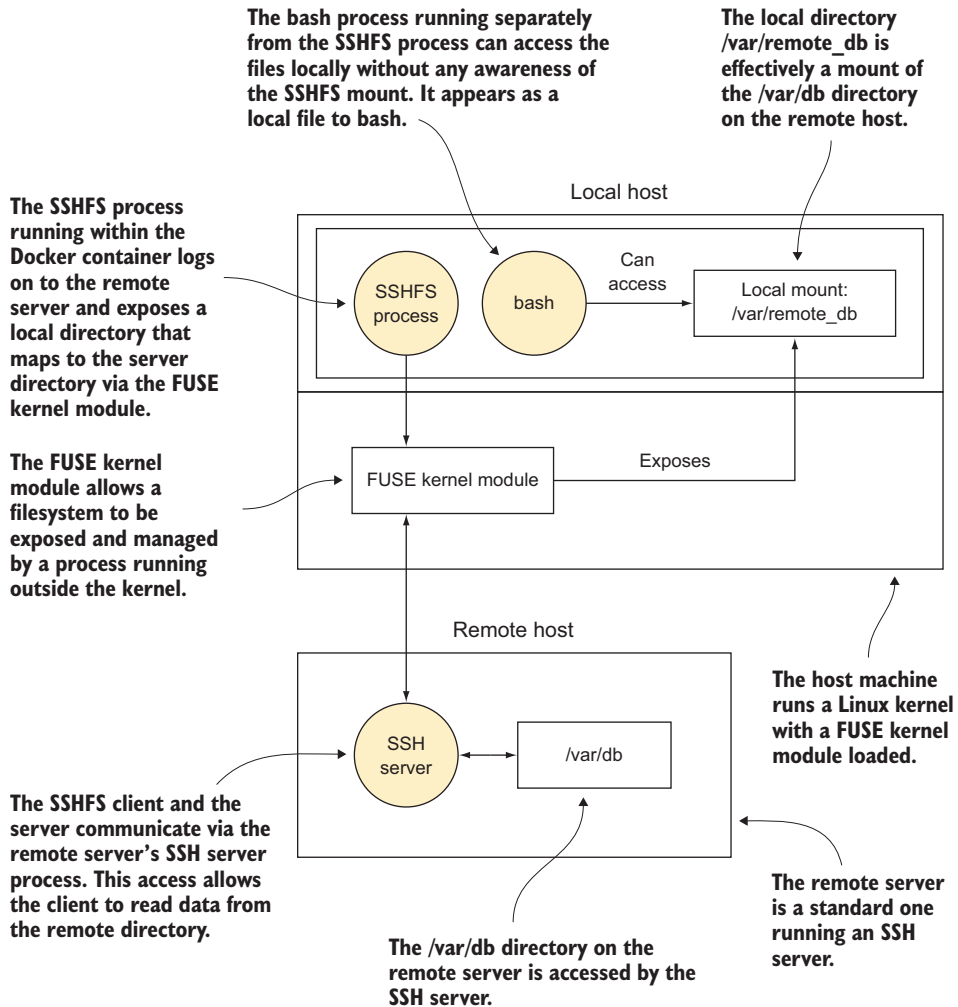 The bash process running separately
from the SSHFS process can access the
files locally without any awareness of
the SSHFS mount. It appears as a
local file to bash.
The local directory
/var/remote_db is
effectively a mount of
the /var/db directory
on the remote host.
Local host
The SSHFS process
running within the
Docker container logs
on to the remote
server and exposes a
local directory that
maps to the server
directory via the FUSE
kernel module.
SSHFS
process
bash
Can
access
Local mount:
/var/remote_db
The FUSE kernel
module allows a
filesystem to be
exposed and managed
by a process running
outside the kernel.
FUSE kernel module
Exposes
Remote host
The host machine
runs a Linux kernel
with a FUSE kernel
module loaded.
SSH
server
/var/db
The SSHFS client and the
server communicate via the
remote server’s SSH server
process. This access allows
the client to read data from
the remote directory.
The /var/db directory on the
remote server is accessed by the
SSH server.
The remote server
is a standard one
running an SSH
server.